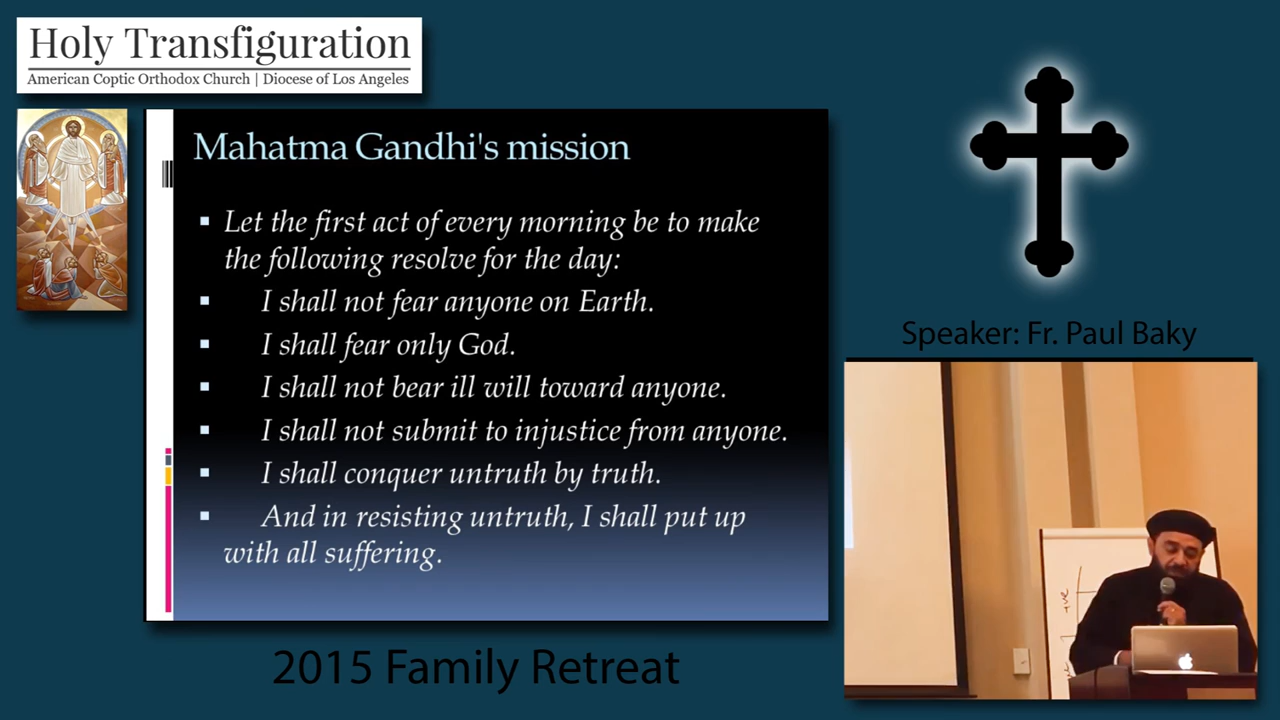 Holy Transfiguration
American Coptic Orthodox Church | Diocese of Los Angeles
Mahatma Gandhi's mission
▪ Let the first act of every morning be to make
the following resolve for the day:
▪ I shall not fear anyone on Earth.
▪ I shall fear only God.
▪ I shall not bear ill will toward anyone.
▪ I shall not submit to injustice from anyone.
▪ I shall conquer untruth by truth.
▪ And in resisting untruth, I shall put up
with all suffering.
Speaker: Fr. Paul Baky
2015 Family Retreat